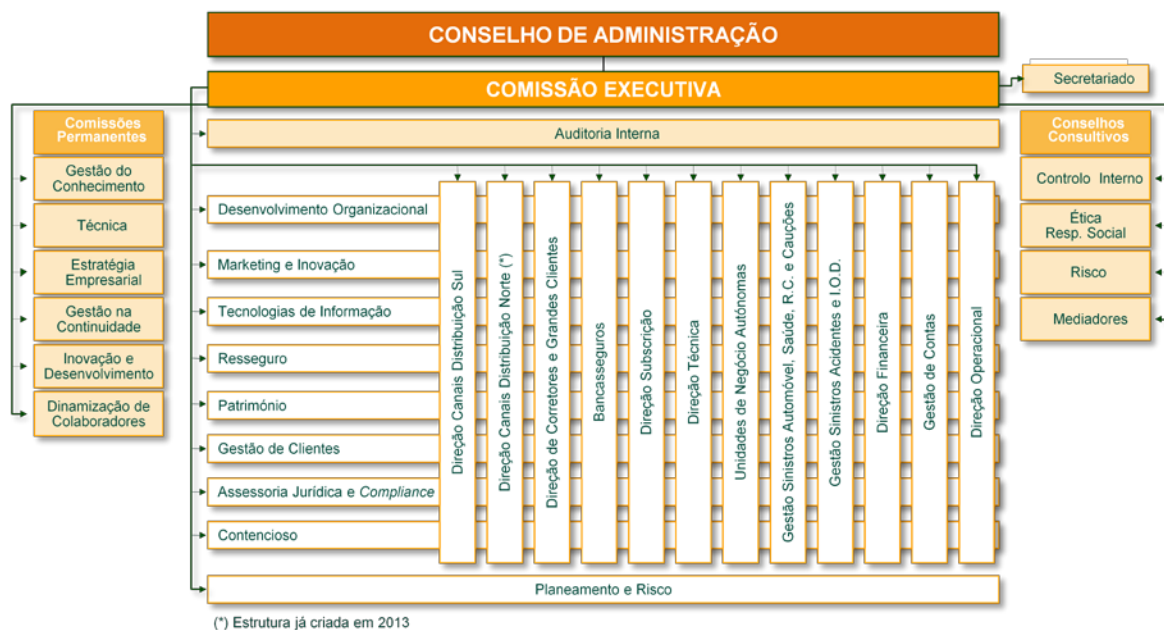 CONSELHO DE ADMINISTRAÇÃO
COMISSÃO EXECUTIVA
Secretariado
Comissões
Permanentes
Gestão do
Conhecimento
Técnica
Estratégia
Empresarial
Gestão na
Continuidade
Inovação e
Desenvolvimento
Dinamização de
Colaboradores
Auditoria Interna
Desenvolvimento Organizacional
Marketing e Inovação
Tecnologias de Informação
Resseguro
Património
Gestão de Clientes
Assessoria Jurídica e Compliance
Contencioso
Direção Canais Distribuição Sul
Direção Canais Distribuição Norte (*)
Direção de Corretores e Grandes Clientes
Bancasseguros
Direção Subscrição
Direção Técnica
Unidades de Negócio Autónomas
Gestão Sinistros Automóvel, Saúde, R.C. e Cauções
Gestão Sinistros Acidentes e I.O.D.
Direção Financeira
Gestão de Contas
Direção Operacional
Conselhos
Consultivos
Controlo Interno
Ética
Resp. Social
Risco
Mediadores
Planeamento e Risco
(*) Estrutura já criada em 2013